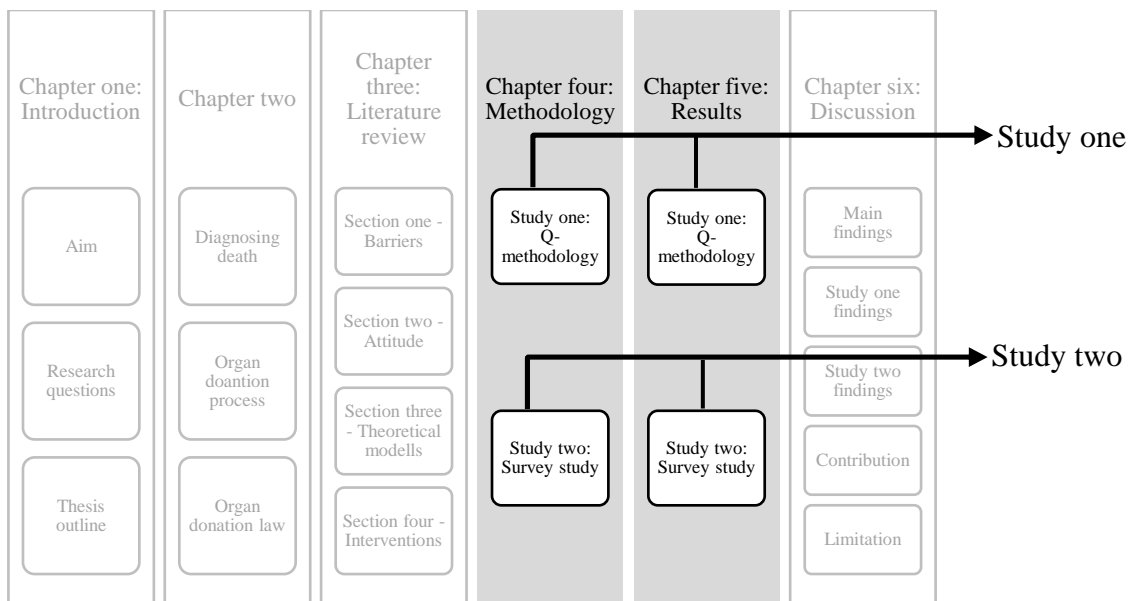 Chapter one:
Introduction
Aim
Research
questions
Thesis
outline
Chapter two
Diagnosing
death
Organ
doantion
process
Organ
donation law
Chapter
three:
Literature
review
Section one -
Barriers
Section two -
Attitude
Section three
- Theoretical
modells
Section four -
Interventions
Chapter four:
Methodology
Study one:
Q-
methodology
Study two:
Survey study
Chapter five:
Results
Study one:
Q-
methodology
Study two:
Survey study
Chapter six:
Discussion
Main
findings
Study one
findings
Study two
findings
Contribution
Limitation
Study one
Study two